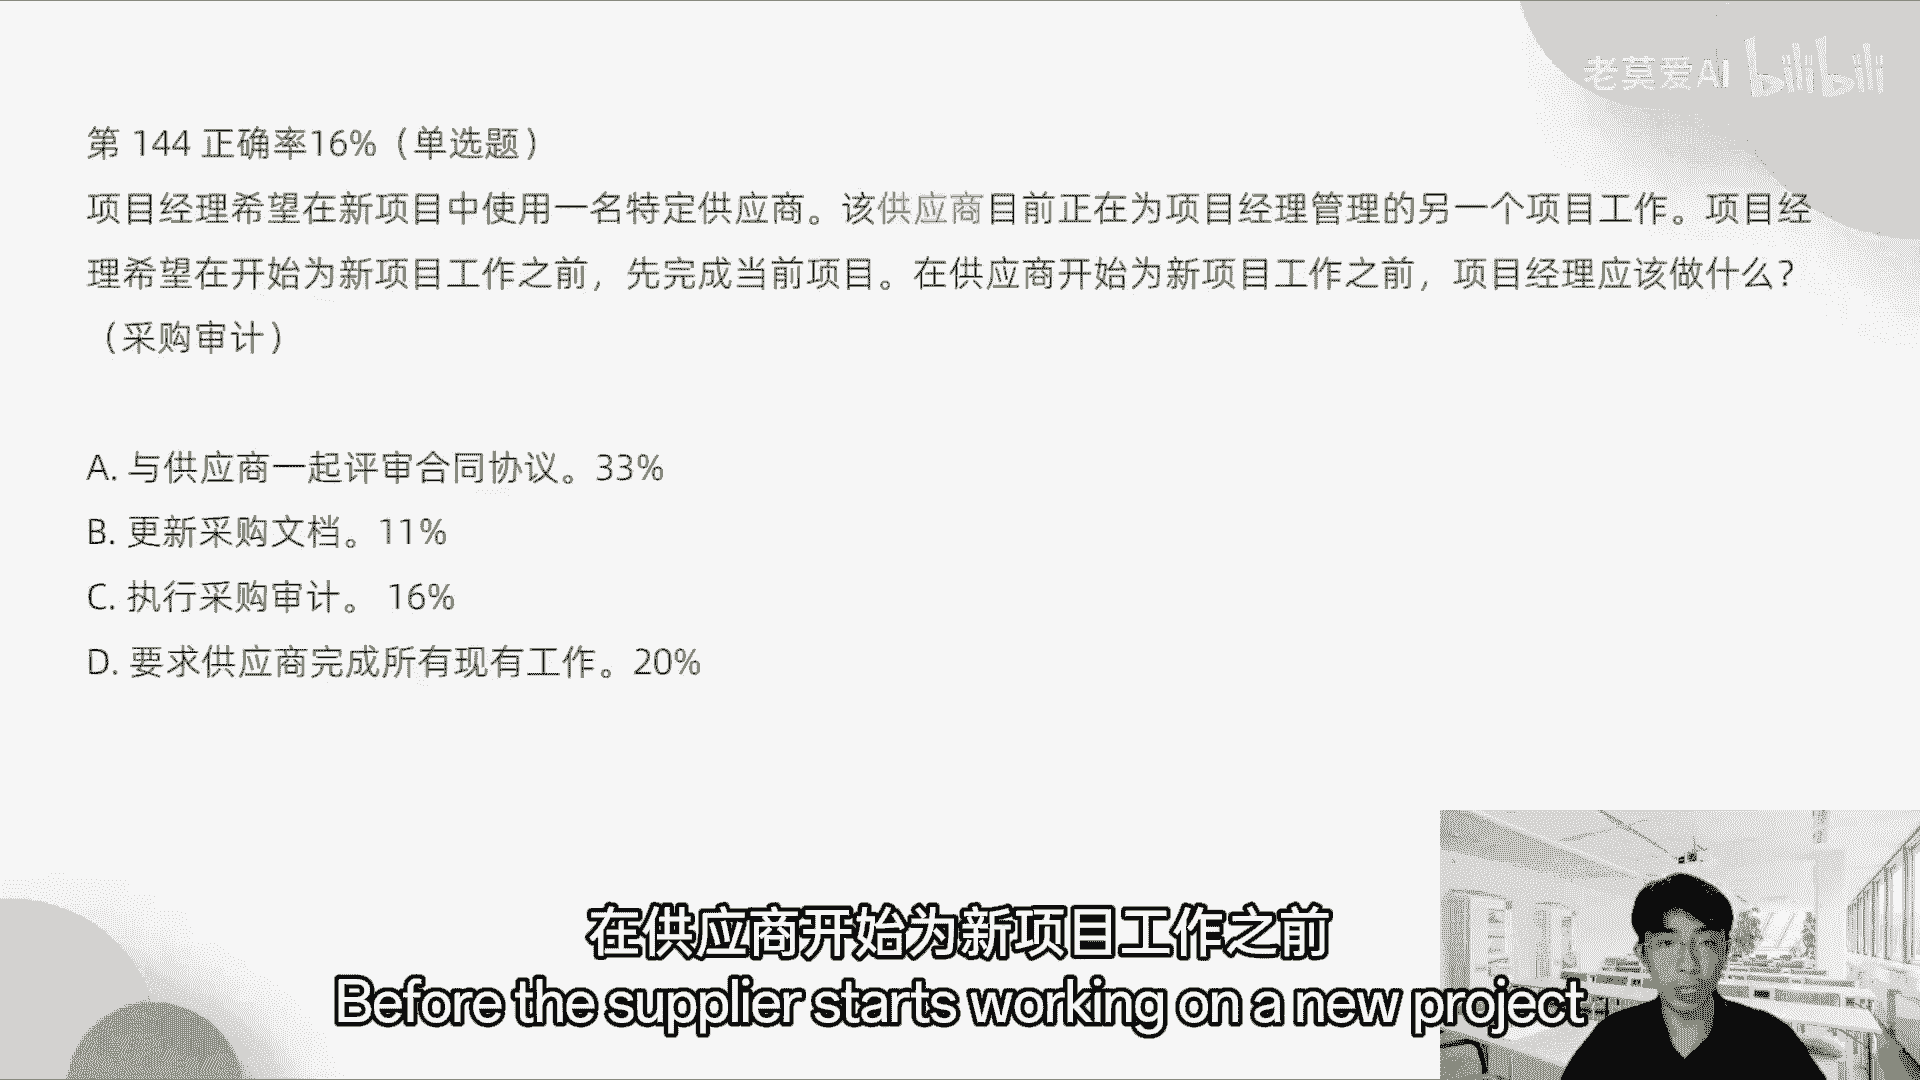 老莫爱AI bilibili
第 144 正确率16%（单选题）
项目经理希望在新项目中使用一名特定供应商。该供应商目前正在为项目经理管理的另一个项目工作。项目经
理希望在开始为新项目工作之前，先完成当前项目。在供应商开始为新项目工作之前，项目经理应该做什么?
（采购审计）
A. 与供应商一起评审合同协议。33%
B. 更新采购文档。11%
C. 执行采购审计。 16%
D. 要求供应商完成所有现有工作。20%
在供应商开始为新项目工作之前
Before the supplier starts working on a new project